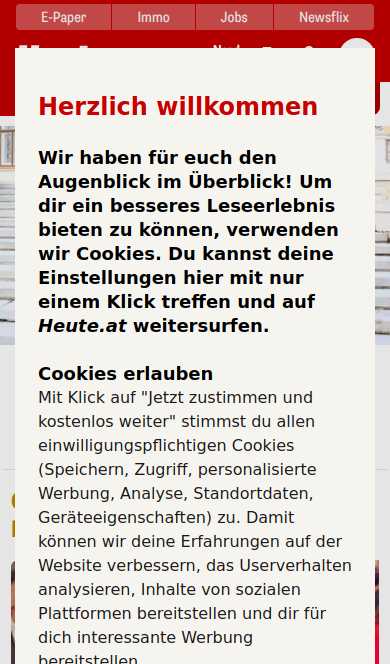 E-Paper
Immo
Jobs
Newsflix
Herzlich willkommen
Wir haben für euch den
Augenblick im Überblick! Um
dir ein besseres Leseerlebnis
bieten zu können, verwenden
wir Cookies. Du kannst deine
Einstellungen hier mit nur
einem Klick treffen und auf
Heute.at weitersurfen.
Cookies erlauben
Mit Klick auf "Jetzt zustimmen und
kostenlos weiter" stimmst du allen
einwilligungspflichtigen Cookies
(Speichern, Zugriff, personalisierte
Werbung, Analyse, Standortdaten,
Geräteeigenschaften) zu. Damit
können wir deine Erfahrungen auf der
Website verbessern, das Userverhalten
analysieren, Inhalte von sozialen
Plattformen bereitstellen und dir für
dich interessante Werbung
bereitstellen